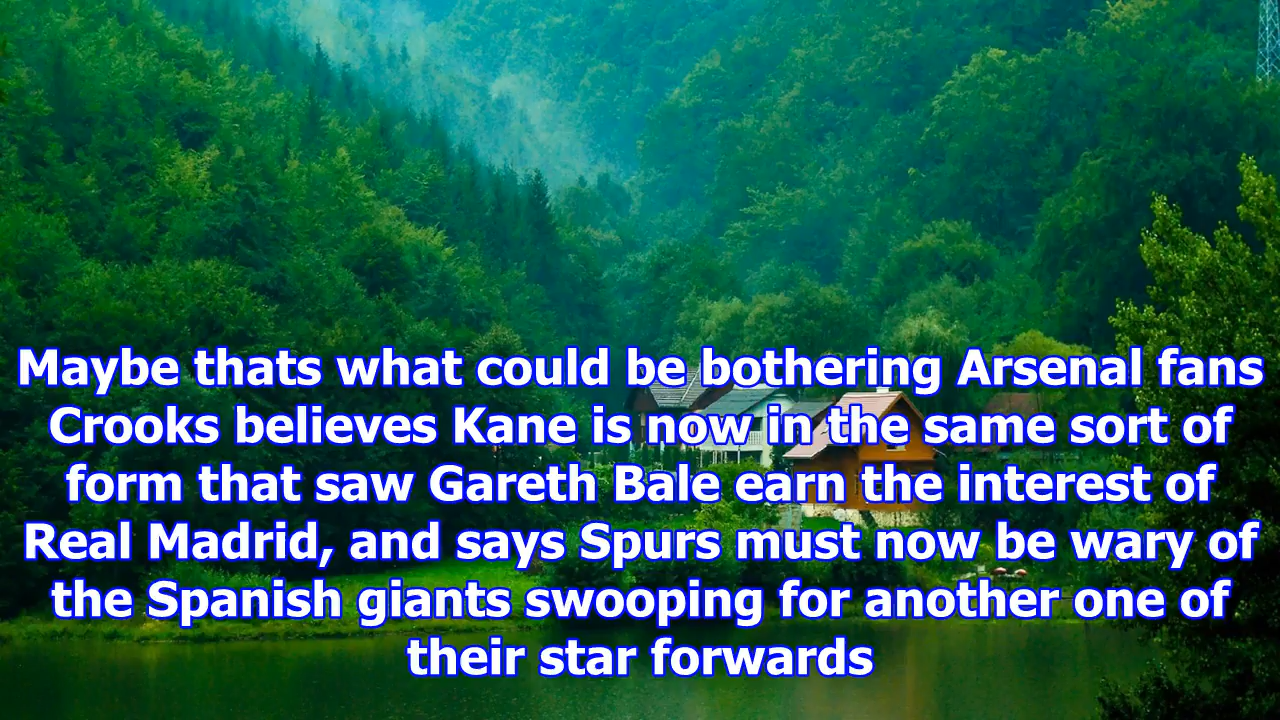 Maybe thats what could be bothering Arsenal fans
Crooks believes Kane is now in the same sort of
form that saw Gareth Bale earn the interest of
Real Madrid, and says Spurs must now be wary of
the Spanish giants swooping for another one of
their star forwards